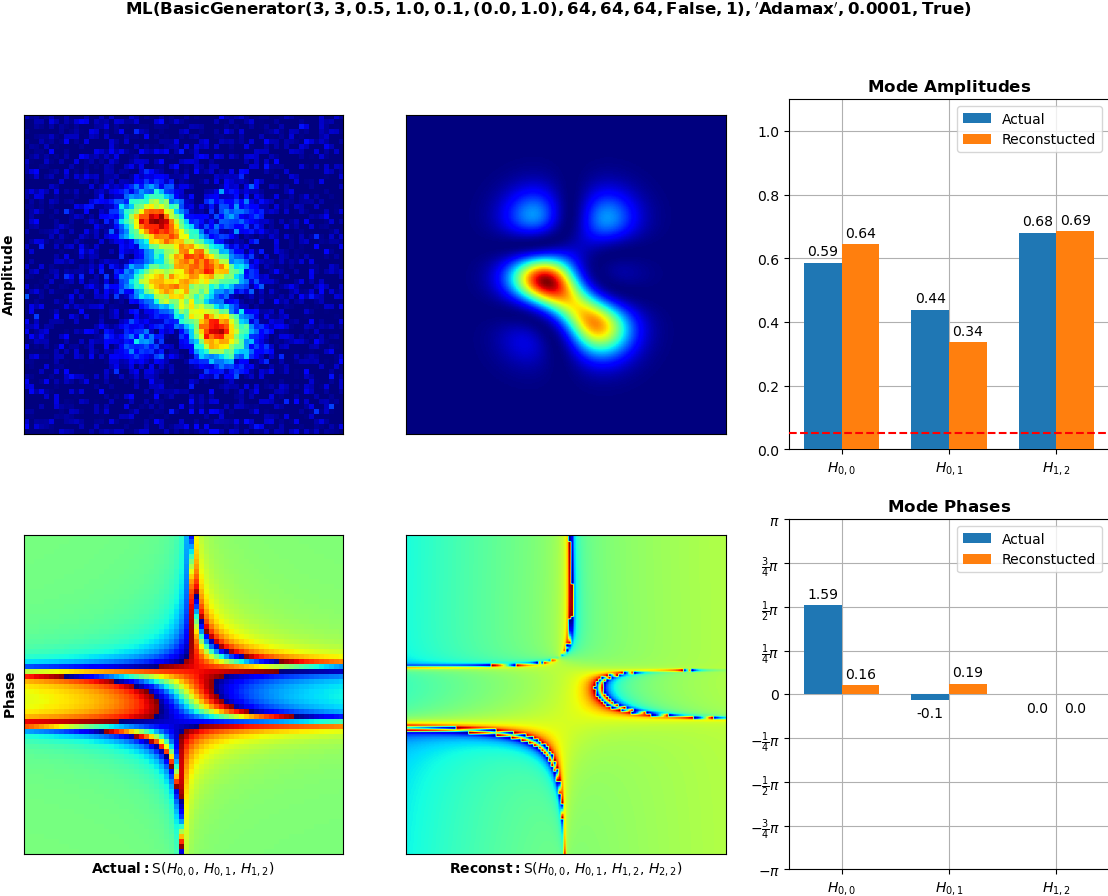 ML(BasicGenerator(3, 3, 0.5, 1.0, 0.1, (0.0, 1.0), 64, 64, 64, False, 1), ′Adamax′, 0.0001, True)
Amplitude
Mode Amplitudes
Actual
Reconstucted
1.0
0.8
0.6
0.4
0.2
0.0
0.59
0.64
0.44
0.34
0.68
0.69
H0,0
H0,1
H1,2
Phase
Actual: S(H0,0, H0,1, H1,2)
Reconst: S(H0,0, H0,1, H1,2, H2,2)
Mode Phases
Actual
Reconstucted
π
3/4π
1/2π
1/4π
0
−1/4π
−1/2π
−3/4π
−π
1.59
0.16
-0.1
0.19
0.0
0.0
H0,0
H0,1
H1,2